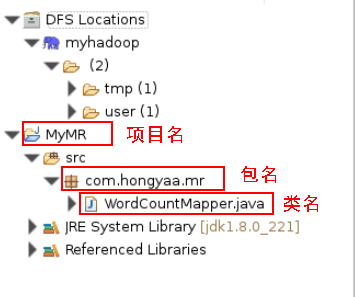 DFS Locations
myhadoop
(2)
tmp (1)
user (1)
MyMR 项目名
src
com.hongyaa.mr 包名
WordCountMapper.java 类名
JRE System Library [jdk1.8.0_221]
Referenced Libraries